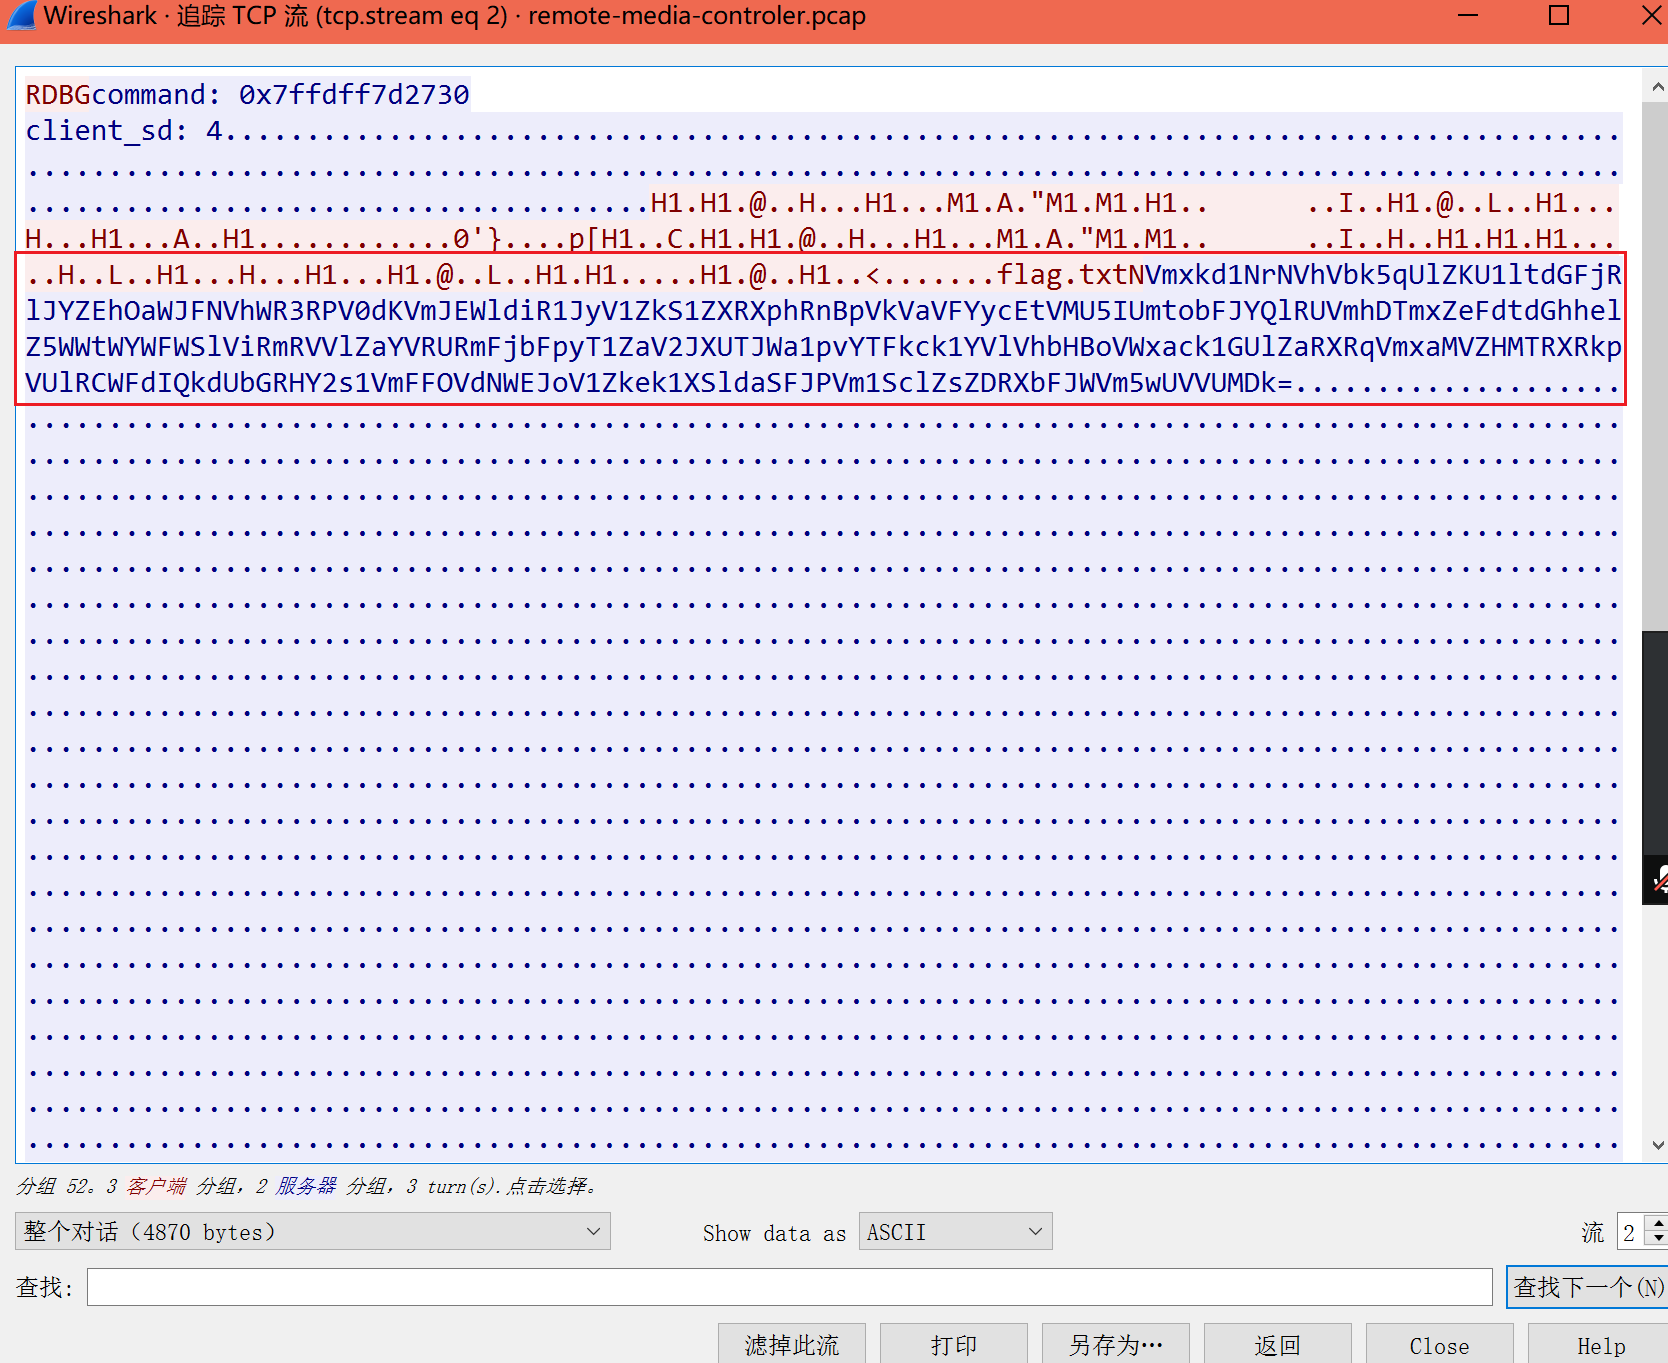 Wireshark · 追踪 TCP 流 (tcp.stream eq 2) · remote-media-controler.pcap
RDBGcommand: 0x7ffdff7d2730
client_sd: 4.................................................................................
.................................................................................................
......................................H1.H1.@..H...H1...M1.A."M1.M1.H1..      ..I..H1.@..L..H1...
H...H1...A..H1............0'}....p[H1..C.H1.H1.@..H...H1...M1.A."M1.M1..      ..I..H..H1.H1.H1...
..H..L..H1...H...H1...H1.@..L..H1.H1.....H1.@..H1..<.......flag.txtNVmxkd1NrNVhVbk5qUlZKU1ltdGFjR
lJYZEhOaWJFNVhWR3RPV0dKVmJEWldiR1JyV1ZkS1ZXRXphRnBpVkVaVFYycEtVMU5IUmtobFJYQlRUVmhDTmxZeFdtdGhhel
Z5WWtWYWFWSlViRmRVVlZaYVRURmFjbFpyT1ZaV2JXUTJWa1pvYTFkck1YVlVhbHBoVWxack1GUlZaRXRqVmxaMVZHMTRXRkp
VUlRCWFdIQkdUbGRHY2s1VmFFOVdNWEJoV1Zkek1XSldaSFJPVm1SclZsZDRXbFJWVm5wUVVUMDk=....................
分组 52。3 客户端 分组，2 服务器 分组，3 turn(s).点击选择。
整个对话（4870 bytes）
Show data as
ASCII
流
2
查找:
查找下一个(N)
滤掉此流
打印
另存为…
返回
Close
Help